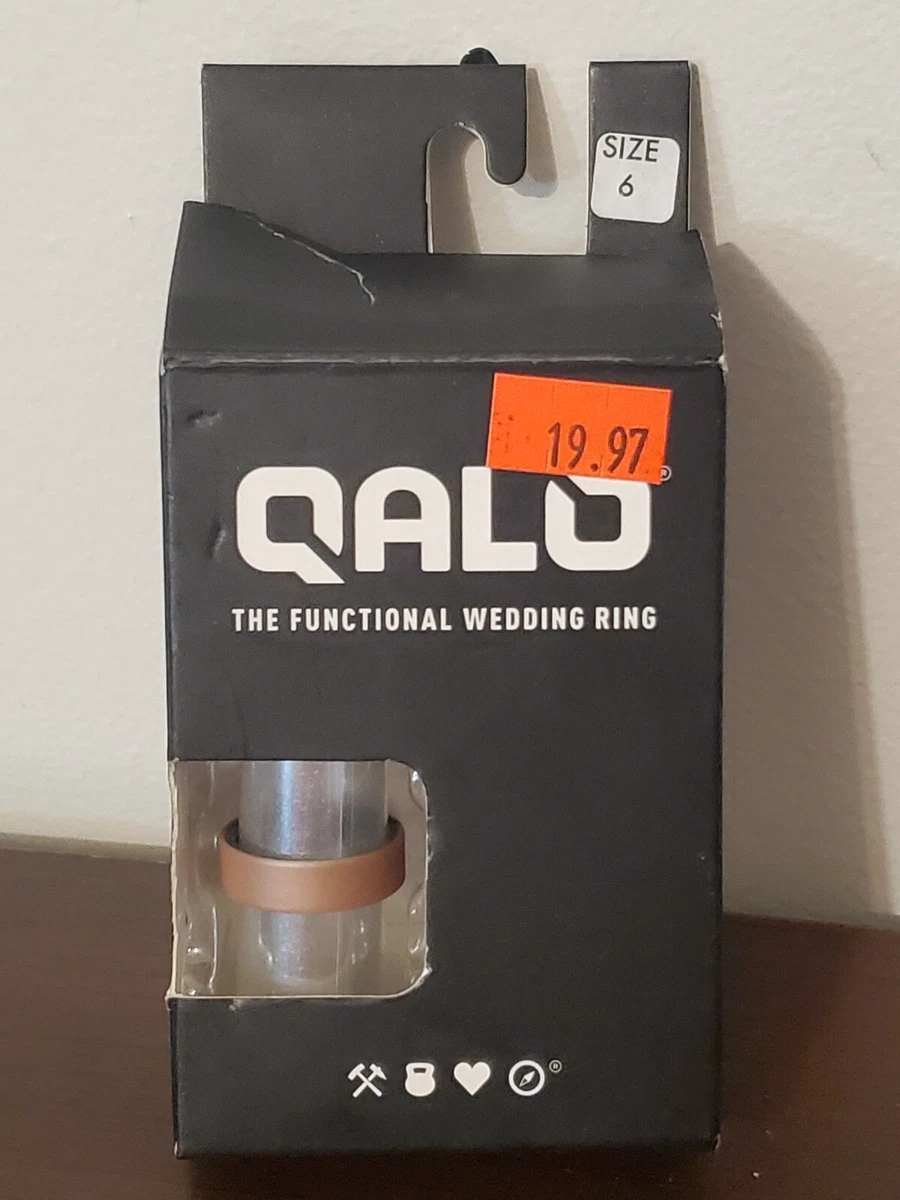 SIZE
6
19.97
QALO®
THE FUNCTIONAL WEDDING RING
®